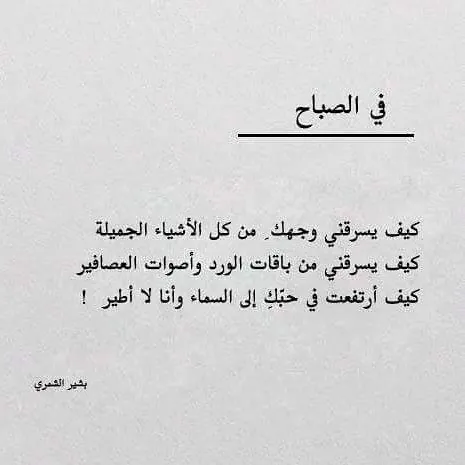 في الصباح
كيف يسرقني وجهكِ من كل الأشياء الجميلة
كيف يسرقني من باقات الورد وأصوات العصافير
كيف أرتفعت في حبّكِ إلى السماء وأنا لا أطير !
بشير الشمري